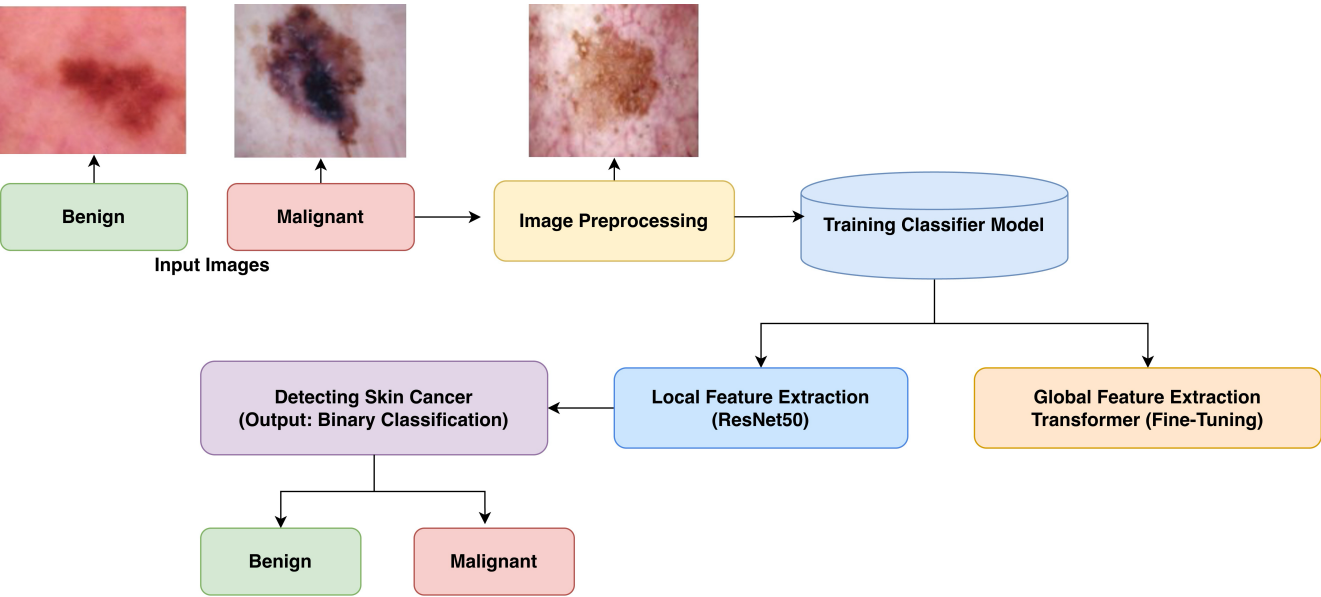 Benign
Malignant
Image Preprocessing
Training Classifier Model
Input Images
Detecting Skin Cancer
(Output: Binary Classification)
Local Feature Extraction
(ResNet50)
Global Feature Extraction
Transformer (Fine-Tuning)
Benign
Malignant